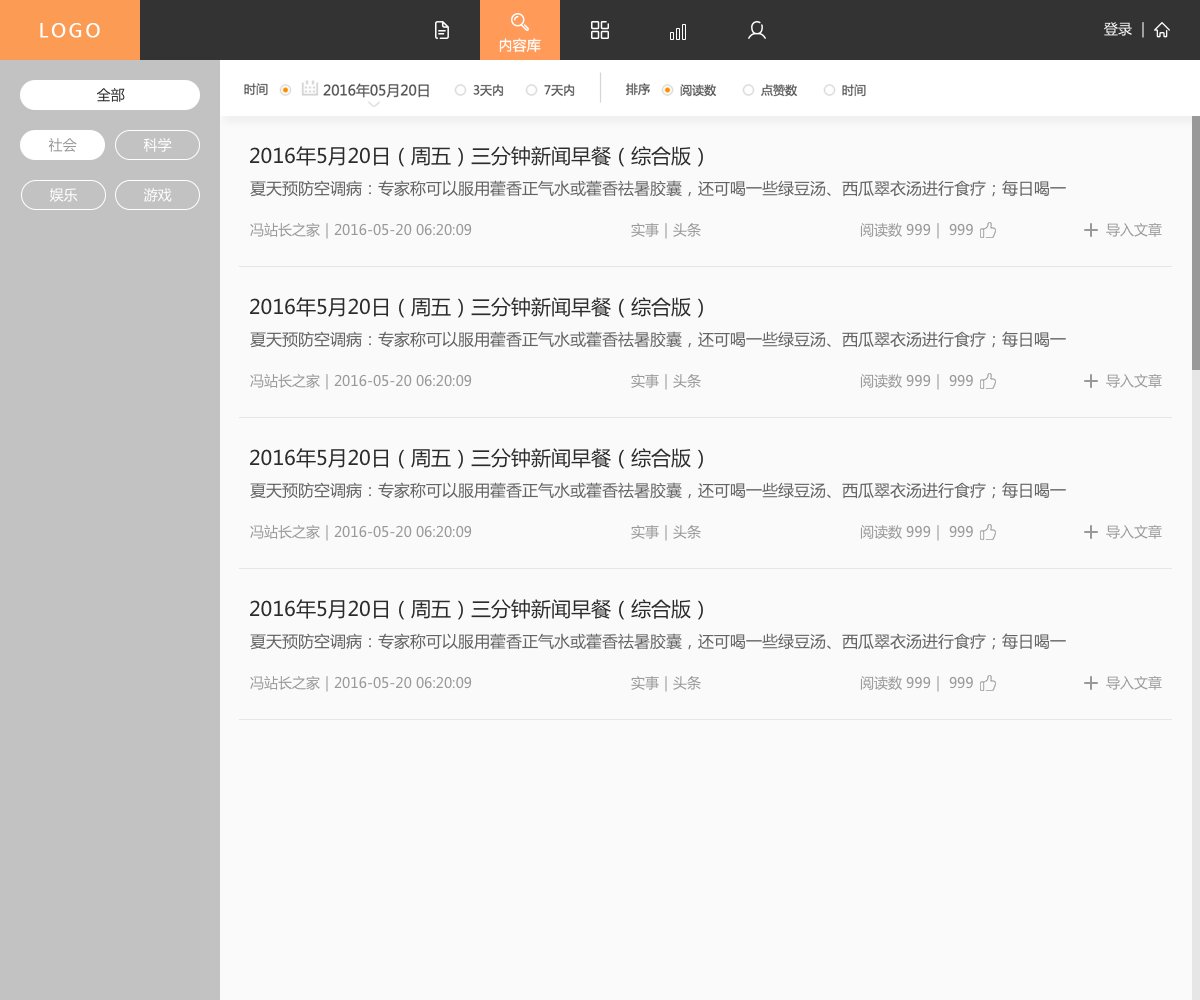 LOGO
内容库
登录 |
全部
社会 科学
娱乐 游戏
时间 2016年05月20日 3天内 7天内 排序 阅读数 点赞数 时间
2016年5月20日（周五）三分钟新闻早餐（综合版）
夏天预防空调病：专家称可以服用藿香正气水或藿香祛暑胶囊，还可喝一些绿豆汤、西瓜翠衣汤进行食疗；每日喝一
冯站长之家 | 2016-05-20 06:20:09 实事 | 头条 阅读数 999 | 999 导入文章
2016年5月20日（周五）三分钟新闻早餐（综合版）
夏天预防空调病：专家称可以服用藿香正气水或藿香祛暑胶囊，还可喝一些绿豆汤、西瓜翠衣汤进行食疗；每日喝一
冯站长之家 | 2016-05-20 06:20:09 实事 | 头条 阅读数 999 | 999 导入文章
2016年5月20日（周五）三分钟新闻早餐（综合版）
夏天预防空调病：专家称可以服用藿香正气水或藿香祛暑胶囊，还可喝一些绿豆汤、西瓜翠衣汤进行食疗；每日喝一
冯站长之家 | 2016-05-20 06:20:09 实事 | 头条 阅读数 999 | 999 导入文章
2016年5月20日（周五）三分钟新闻早餐（综合版）
夏天预防空调病：专家称可以服用藿香正气水或藿香祛暑胶囊，还可喝一些绿豆汤、西瓜翠衣汤进行食疗；每日喝一
冯站长之家 | 2016-05-20 06:20:09 实事 | 头条 阅读数 999 | 999 导入文章